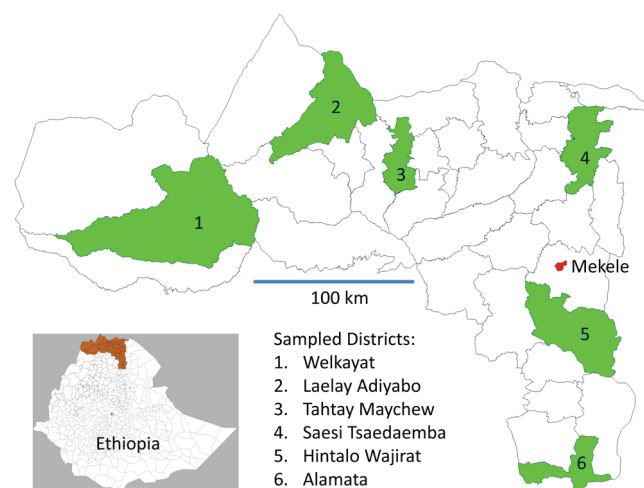 2
3
4
1
Mekele
100 km
5
Sampled Districts:
1. Welkayat
2. Laelay Adiyabo
3. Tahtay Maychew
4. Saesi Tsaedaemba
5. Hintalo Wajirat
6. Alamata
Ethiopia
6